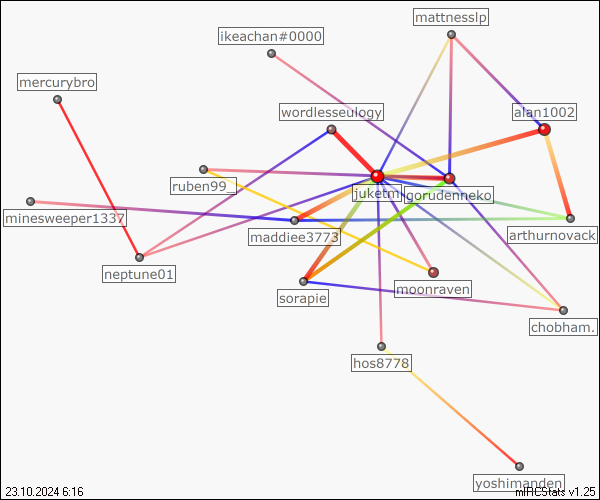 mattnesslp
ikeachan#0000
mercurybro
wordlesseulogy
alan1002
ruben99_
juketm
gorudenneko
minesweeper1337
maddiee3773
arthurnovack
neptune01
moonraven
sorapie
chobham.
hos8778
yoshimanden
23.10.2024 6:16
mIRCStats v1.25